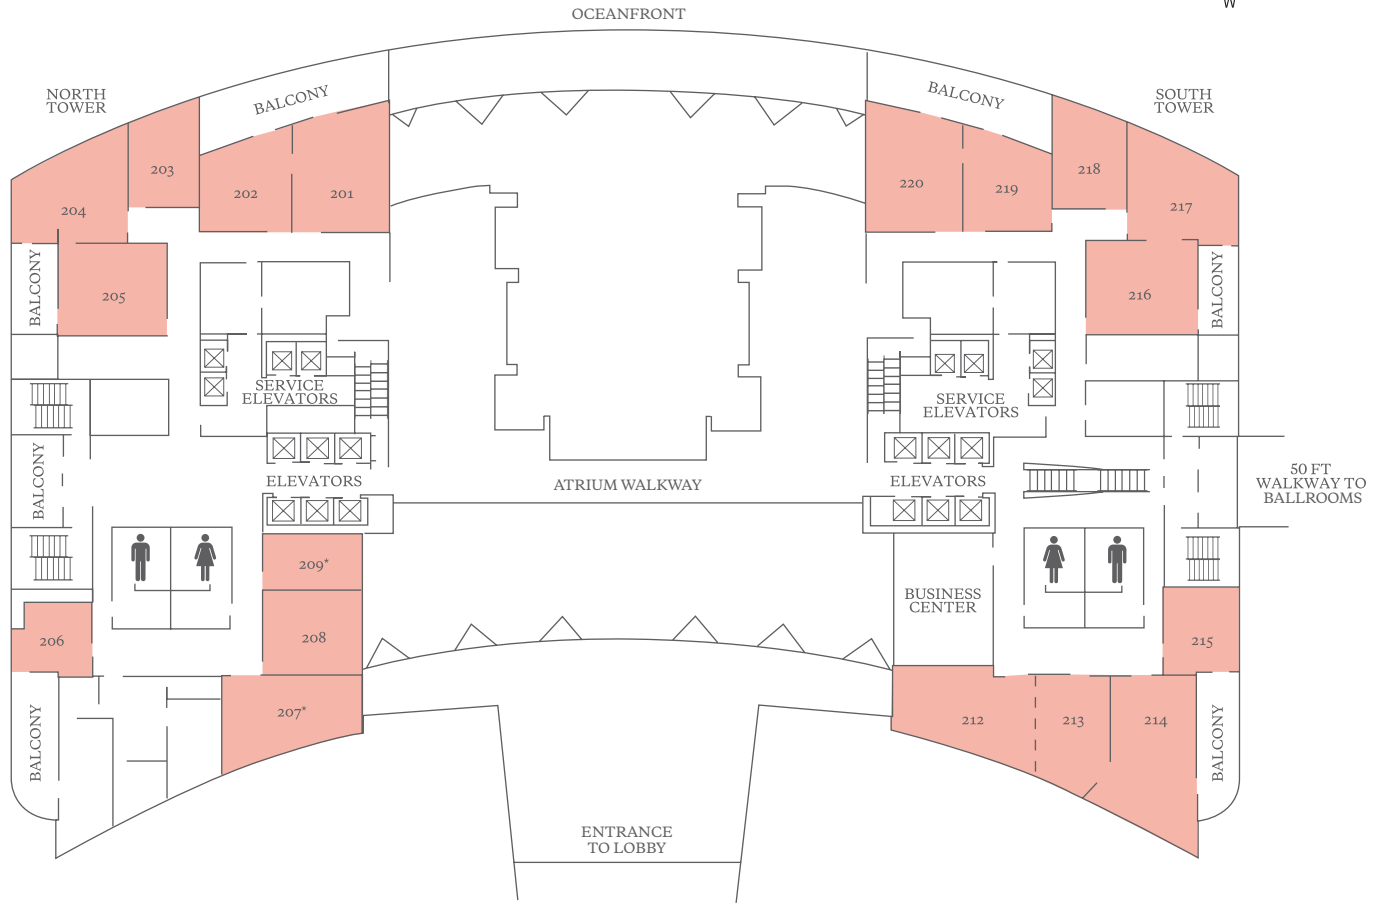 W
OCEANFRONT
NORTH
TOWER
BALCONY
BALCONY
SOUTH
TOWER
203
202
201
204
205
BALCONY
220
219
218
217
216
BALCONY
SERVICE
ELEVATORS
SERVICE
ELEVATORS
BALCONY
ELEVATORS
ATRIUM WALKWAY
ELEVATORS
50 FT
WALKWAY TO
BALLROOMS
209*
208
207*
206
BALCONY
BUSINESS
CENTER
215
212
213
214
BALCONY
ENTRANCE
TO LOBBY